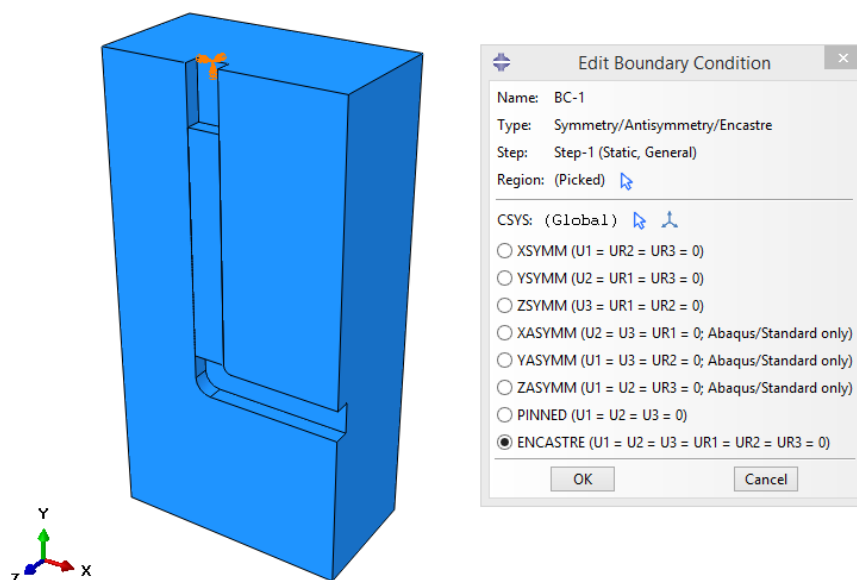 Edit Boundary Condition
Name: BC-1
Type: Symmetry/Antisymmetry/Encastre
Step: Step-1 (Static, General)
Region: (Picked)
CSYS: (Global)
XSYMM (U1 = UR2 = UR3 = 0)
YSYMM (U2 = UR1 = UR3 = 0)
ZSYMM (U3 = UR1 = UR2 = 0)
XASYMM (U2 = U3 = UR1 = 0; Abaqus/Standard only)
YASYMM (U1 = U3 = UR2 = 0; Abaqus/Standard only)
ZASYMM (U1 = U2 = UR3 = 0; Abaqus/Standard only)
PINNED (U1 = U2 = U3 = 0)
ENCASTRE (U1 = U2 = U3 = UR1 = UR2 = UR3 = 0)
OK Cancel
Y
Z X